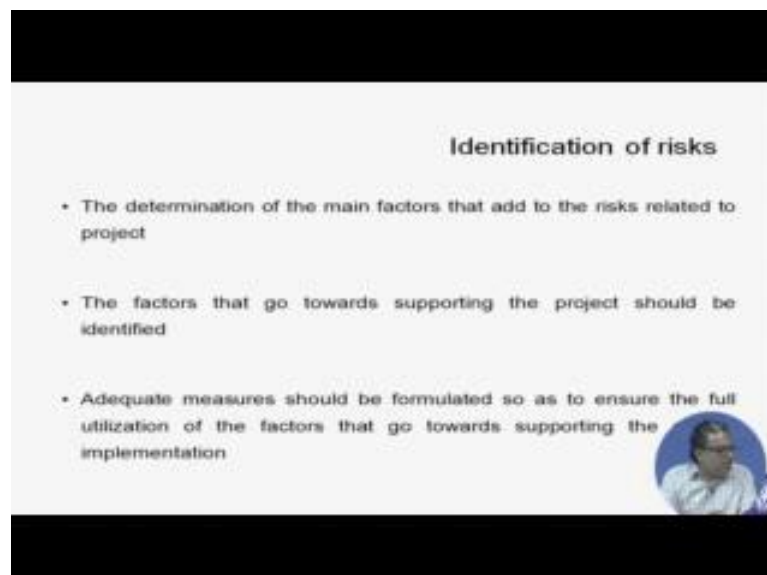 Identification of risks
• The determination of the main factors that add to the risks related to
project
• The factors that go towards supporting the project should be
identified
• Adequate measures should be formulated so as to ensure the full
utilization of the factors that go towards supporting the
implementation